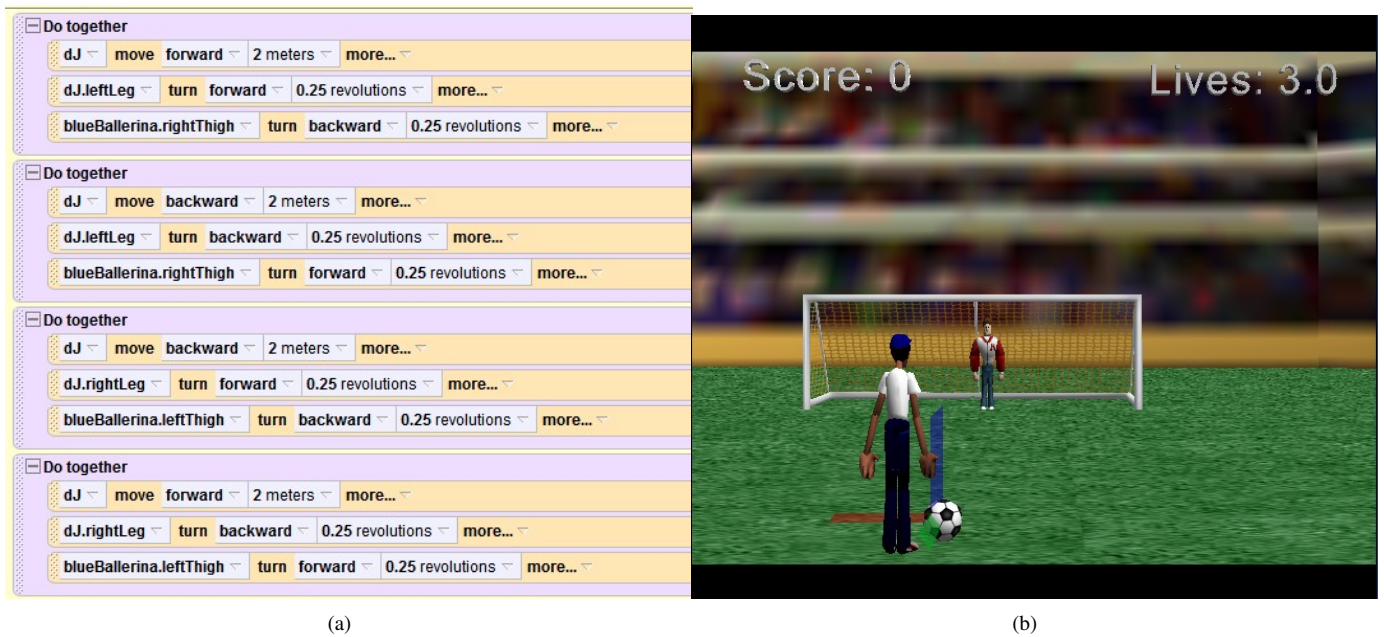 Do together
dJ move forward 2 meters more...
dJ.leftLeg turn forward 0.25 revolutions more...
blueBallerina.rightThigh turn backward 0.25 revolutions more...
Do together
dJ move backward 2 meters more...
dJ.leftLeg turn backward 0.25 revolutions more...
blueBallerina.rightThigh turn forward 0.25 revolutions more...
Do together
dJ move backward 2 meters more...
dJ.rightLeg turn forward 0.25 revolutions more...
blueBallerina.leftThigh turn backward 0.25 revolutions more...
Do together
dJ move forward 2 meters more...
dJ.rightLeg turn backward 0.25 revolutions more...
blueBallerina.leftThigh turn forward 0.25 revolutions more...
(a)
Score: 0
Lives: 3.0
(b)